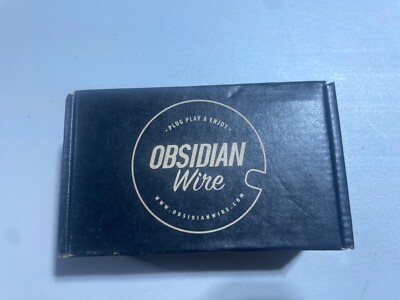 • PLUG PLAY & ENJOY •
OBSIDIAN
Wire
WWW.OBSIDIANWIRE.COM